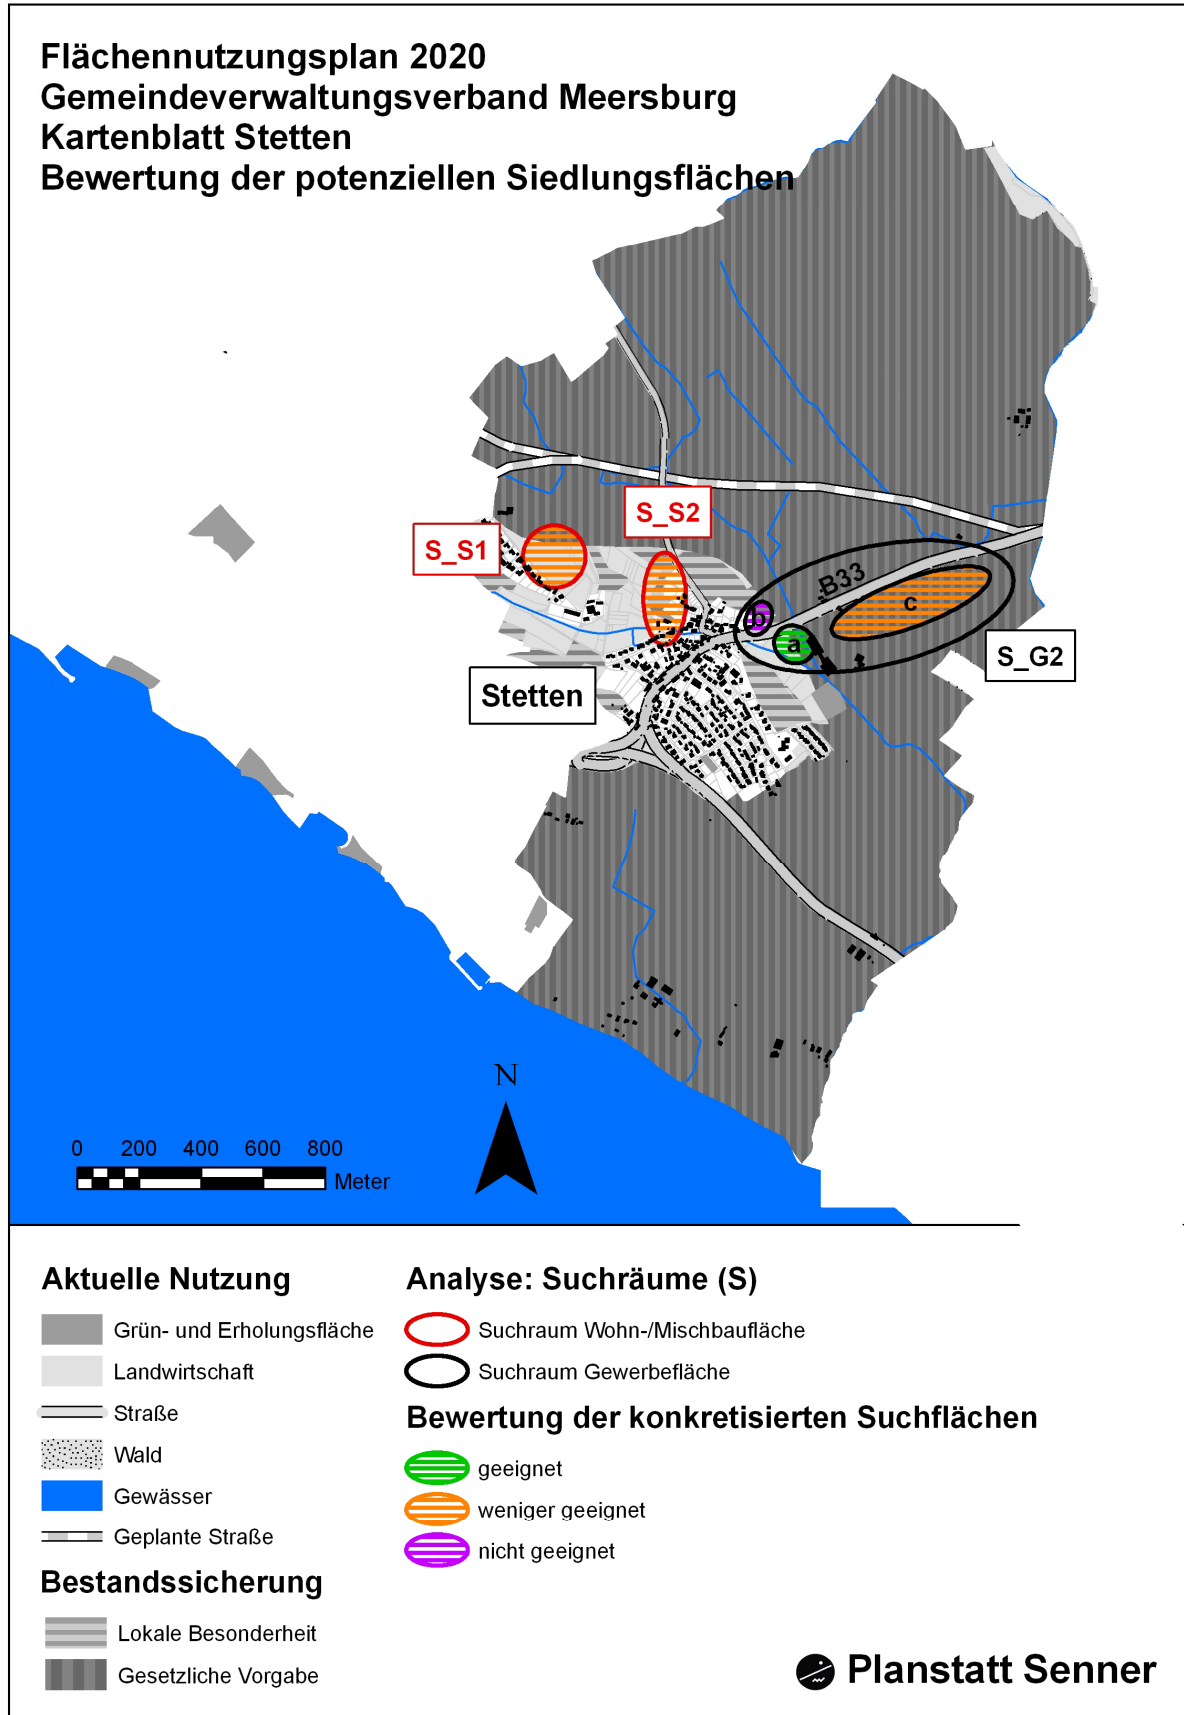 Flächennutzungsplan 2020
Gemeindeverwaltungsverband Meersburg
Kartenblatt Stetten
Bewertung der potenziellen Siedlungsflächen
S_S2
S_S1
B33
c
b
a
S_G2
Stetten
N
0 200 400 600 800
Meter
Aktuelle Nutzung
Grün- und Erholungsfläche
Landwirtschaft
Straße
Wald
Gewässer
Geplante Straße
Bestandssicherung
Lokale Besonderheit
Gesetzliche Vorgabe
Analyse: Suchräume (S)
Suchraum Wohn-/Mischbaufläche
Suchraum Gewerbefläche
Bewertung der konkretisierten Suchflächen
geeignet
weniger geeignet
nicht geeignet
Planstatt Senner